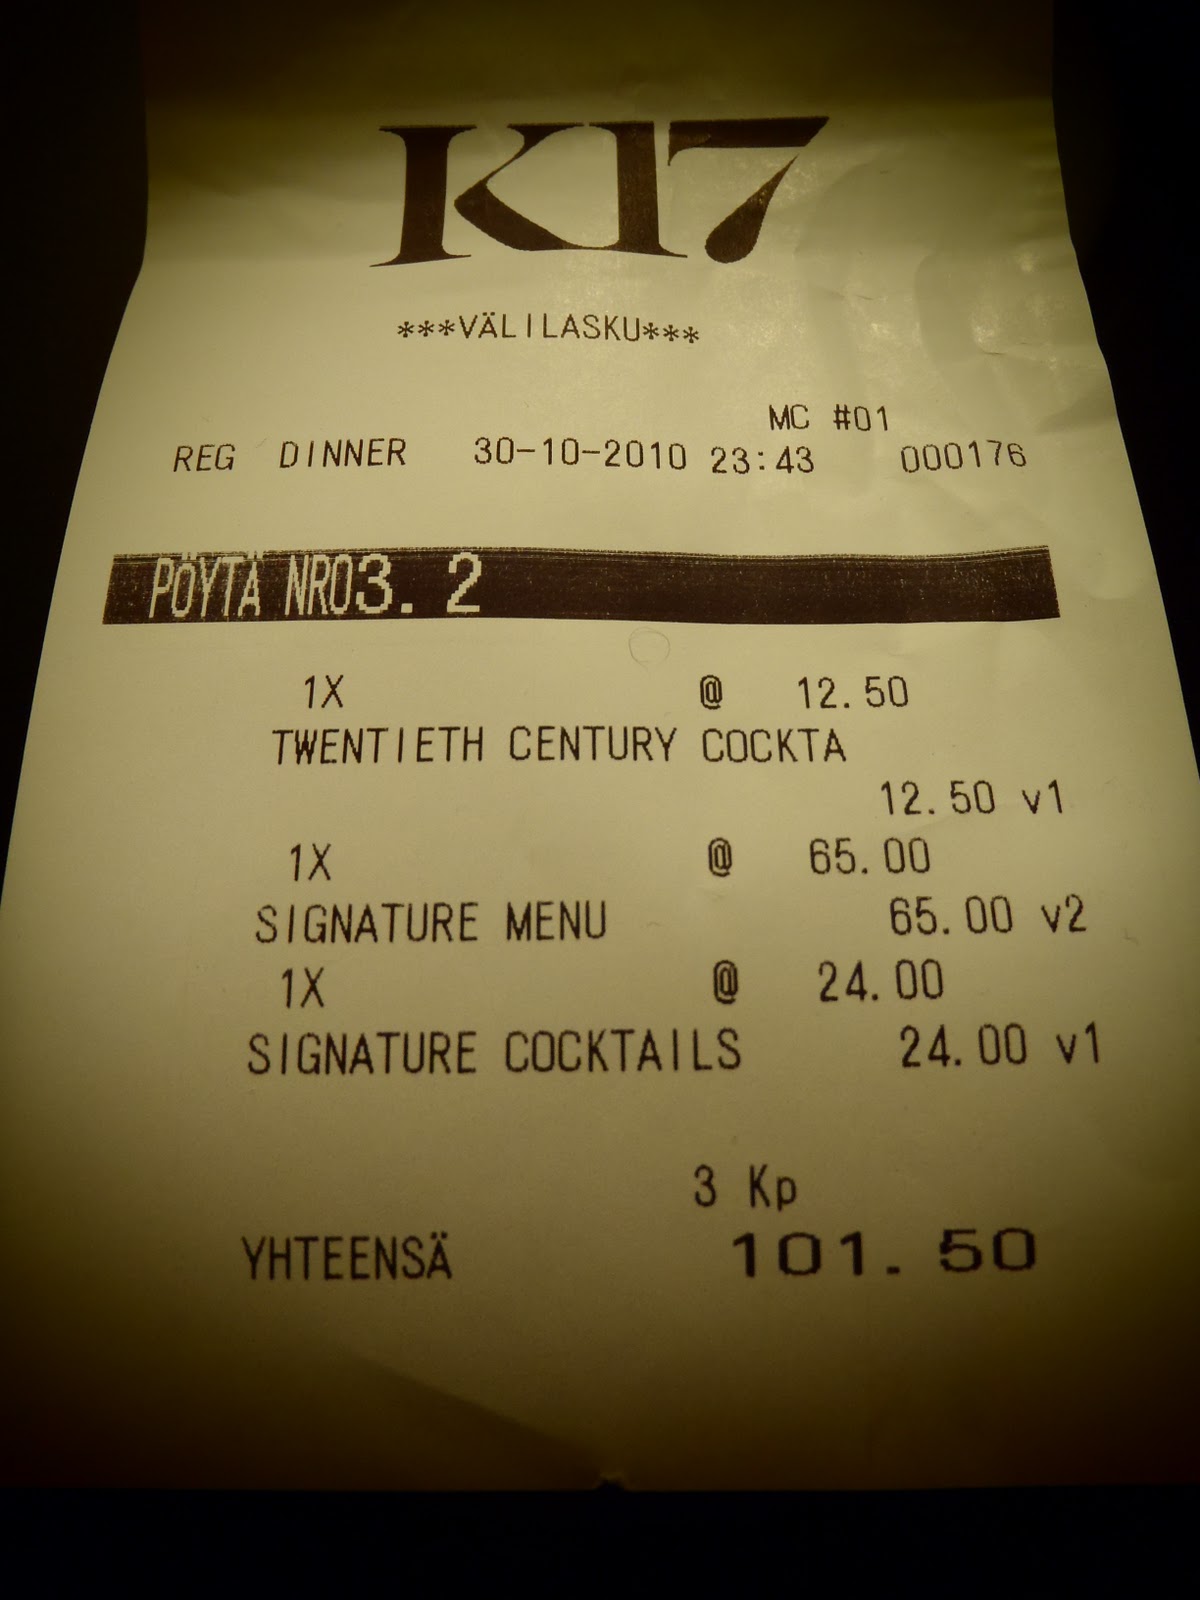 K17
***VÄLILASKU***
MC #01
REG DINNER 30-10-2010 23:43 000176
PÖYTÄ NRO3. 2
1X @ 12.50
TWENTIETH CENTURY COCKTA
12.50 v1
1X @ 65.00
SIGNATURE MENU 65.00 v2
1X @ 24.00
SIGNATURE COCKTAILS 24.00 v1
3 Kp
YHTEENSÄ 101.50